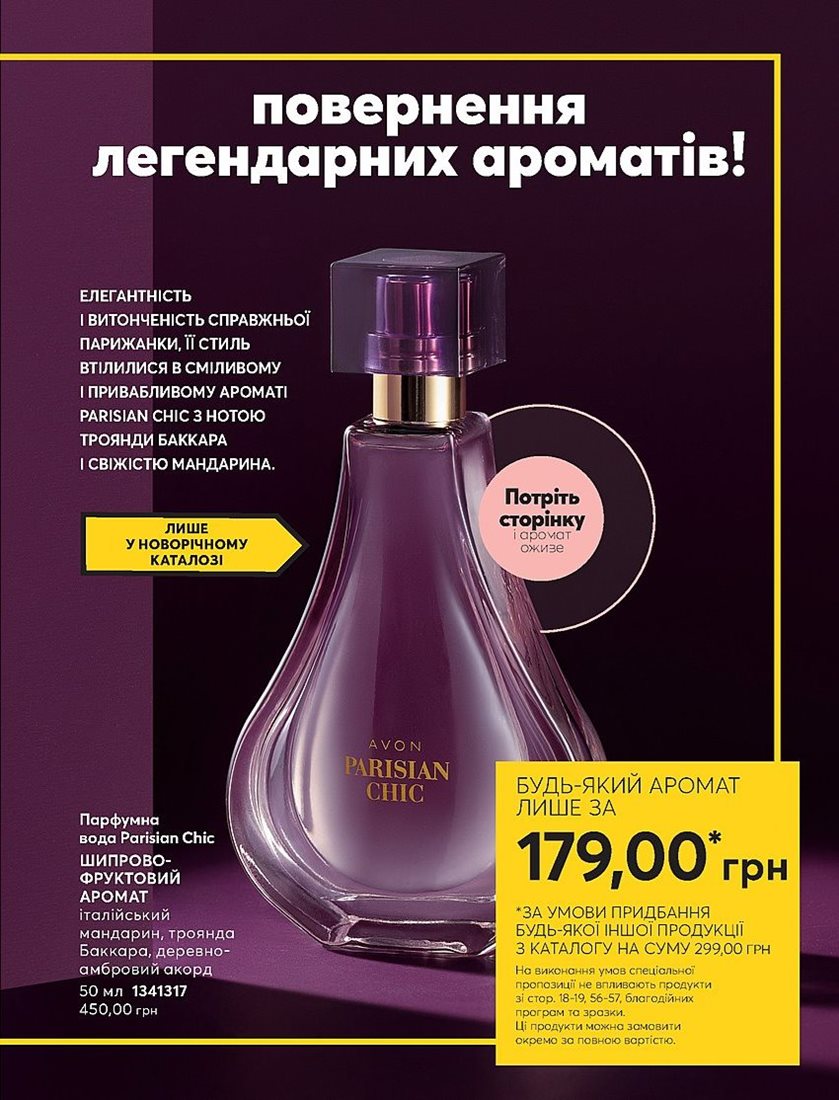 повернення
легендарних ароматів!
ЕЛЕГАНТНІСТЬ
І ВИТОНЧЕНІСТЬ СПРАВЖНЬОЇ
ПАРИЖАНКИ, ЇЇ СТИЛЬ
ВТІЛИЛИСЯ В СМІЛИВОМУ
І ПРИВАБЛИВОМУ АРОМАТІ
PARISIAN CHIC З НОТОЮ
ТРОЯНДИ БАККАРА
І СВІЖІСТЮ МАНДАРИНА.
ЛИШЕ
У НОВОРІЧНОМУ
КАТАЛОЗІ
Потріть
сторінку
і аромат
оживе
AVON
PARISIAN
CHIC
Парфумна
вода Parisian Chic
ШИПРОВО-
ФРУКТОВИЙ
АРОМАТ
італійський
мандарин, троянда
Баккара, деревно-
амбровий акорд
50 мл 1341317
450,00 грн
БУДЬ-ЯКИЙ АРОМАТ
ЛИШЕ ЗА
179,00* грн
*ЗА УМОВИ ПРИДБАННЯ
БУДЬ-ЯКОЇ ІНШОЇ ПРОДУКЦІЇ
З КАТАЛОГУ НА СУМУ 299,00 ГРН
На виконання умов спеціальної
пропозиції не впливають продукти
зі стор. 18-19, 56-57, благодійних
програм та зразки.
Ці продукти можна замовити
окремо за повною вартістю.